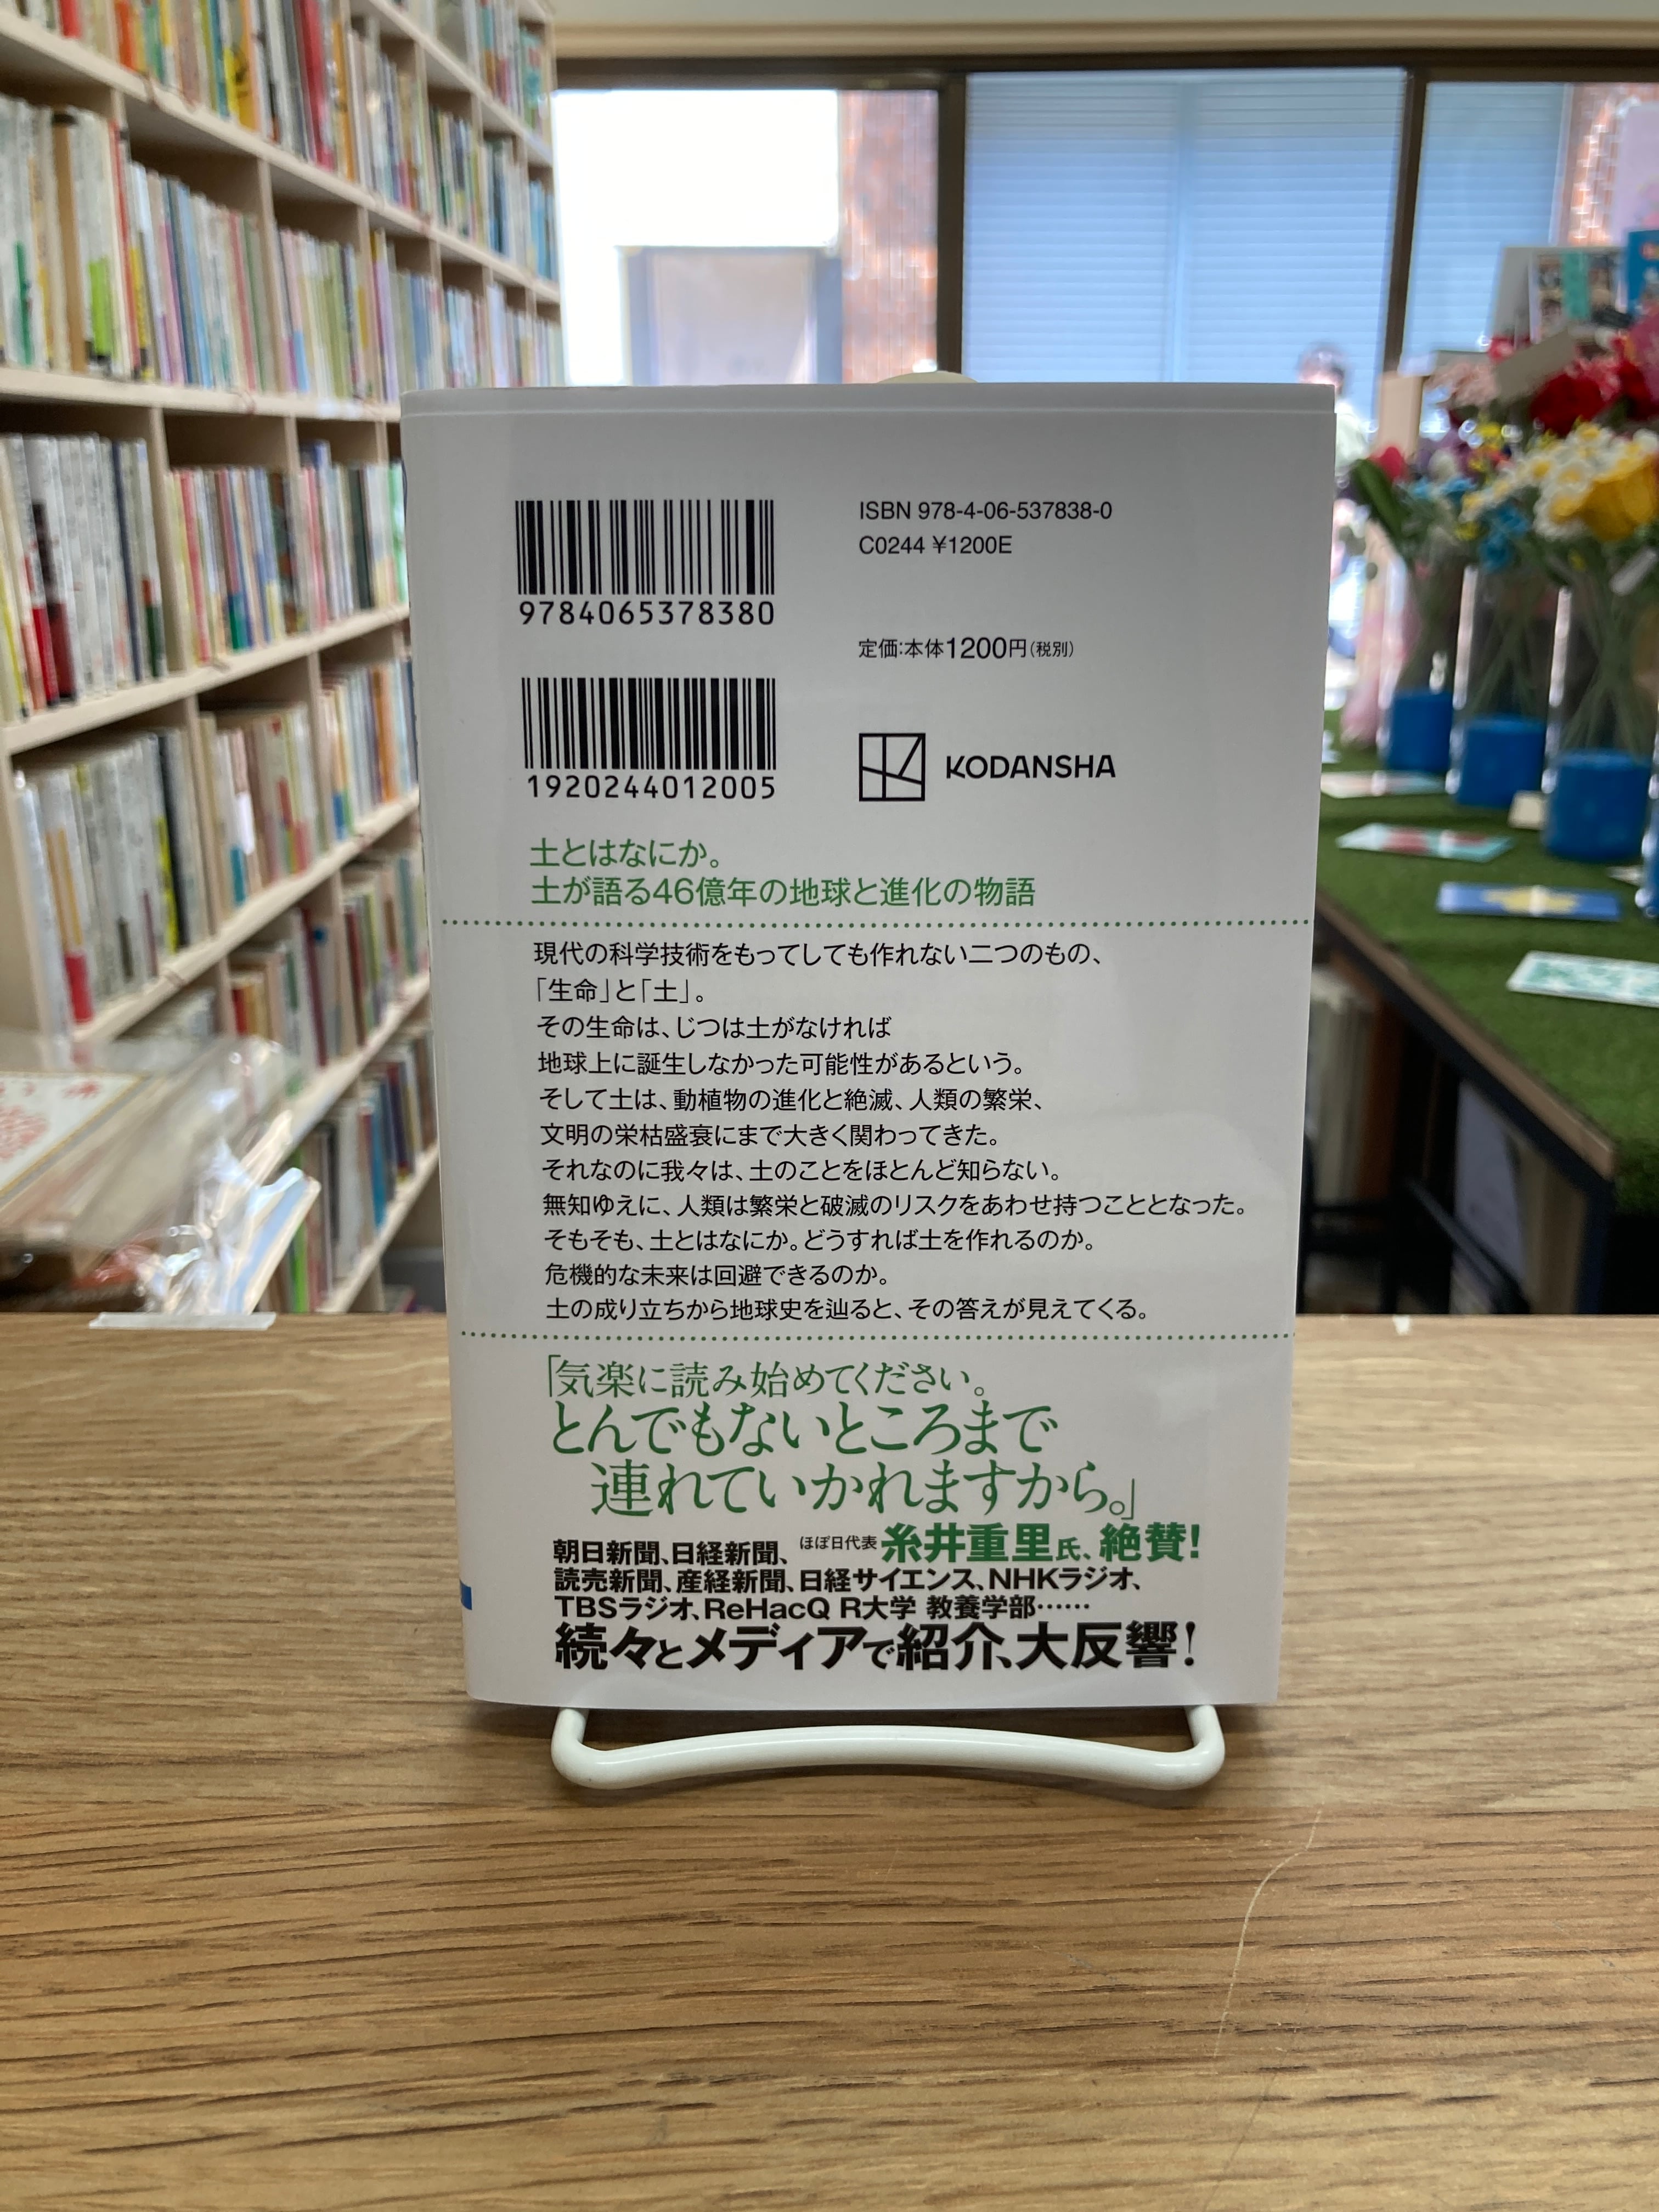 9784065378380
ISBN 978-4-06-537838-0
C0244 ¥1200E
定価:本体1200円(税別)
1920244012005
KODANSHA
土とはなにか。
土が語る46億年の地球と進化の物語
現代の科学技術をもってしても作れない二つのもの、
「生命」と「土」。
その生命は、じつは土がなければ
地球上に誕生しなかった可能性があるという。
そして土は、動植物の進化と絶滅、人類の繁栄、
文明の栄枯盛衰にまで大きく関わってきた。
それなのに我々は、土のことをほとんど知らない。
無知ゆえに、人類は繁栄と破滅のリスクをあわせ持つこととなった。
そもそも、土とはなにか。どうすれば土を作れるのか。
危機的な未来は回避できるのか。
土の成り立ちから地球史を辿ると、その答えが見えてくる。
「気楽に読み始めてください。
とんでもないところまで
連れていかれますから。」
ほぼ日代表 糸井重里氏、絶賛!
朝日新聞、日経新聞、
読売新聞、産経新聞、日経サイエンス、NHKラジオ、
TBSラジオ、ReHacQ R大学 教養学部……
続々とメディアで紹介、大反響!